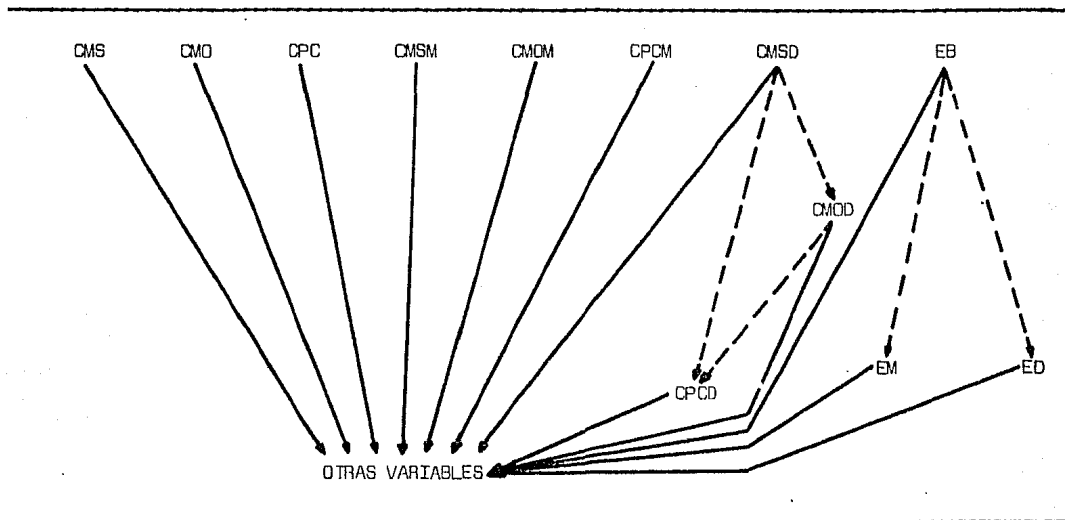 CMS CMO CPC CMSM CMOM CPCM CMSD EB
CMOD
EM ED
CPCD
OTRAS VARIABLES